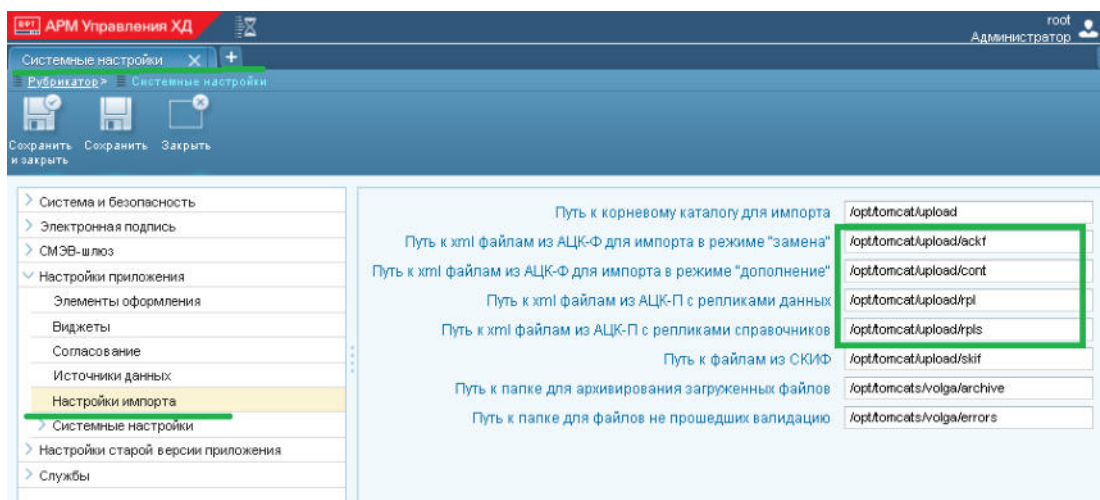 БФТ АРМ Управления ХД
root
Администратор
Системные настройки X +
Рубрикатор> Системные настройки
Сохранить и закрыть Сохранить Закрыть
Система и безопасность
Электронная подпись
СМЭВ-шлюз
Настройки приложения
Элементы оформления
Виджеты
Согласование
Источники данных
Настройки импорта
Системные настройки
Настройки старой версии приложения
Службы
Путь к корневому каталогу для импорта /opt/tomcat/upload
Путь к xml файлам из АЦК-Ф для импорта в режиме "замена" /opt/tomcat/upload/ackf
Путь к xml файлам из АЦК-Ф для импорта в режиме "дополнение" /opt/tomcat/upload/cont
Путь к xml файлам из АЦК-П с репликами данных /opt/tomcat/upload/rpl
Путь к xml файлам из АЦК-П с репликами справочников /opt/tomcat/upload/rpls
Путь к файлам из СКИФ /opt/tomcat/upload/skif
Путь к папке для архивирования загруженных файлов /opt/tomcats/volga/archive
Путь к папке для файлов не прошедших валидацию /opt/tomcats/volga/errors